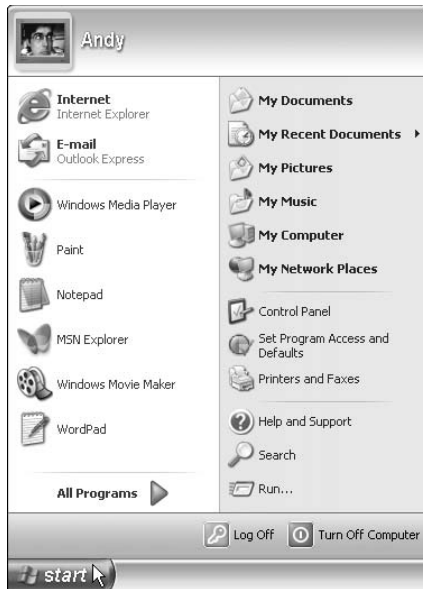 Andy
Internet
Internet Explorer
E-mail
Outlook Express
Windows Media Player
Paint
Notepad
MSN Explorer
Windows Movie Maker
WordPad
All Programs
My Documents
My Recent Documents
My Pictures
My Music
My Computer
My Network Places
Control Panel
Set Program Access and
Defaults
Printers and Faxes
Help and Support
Search
Run...
Log Off
Turn Off Computer
start